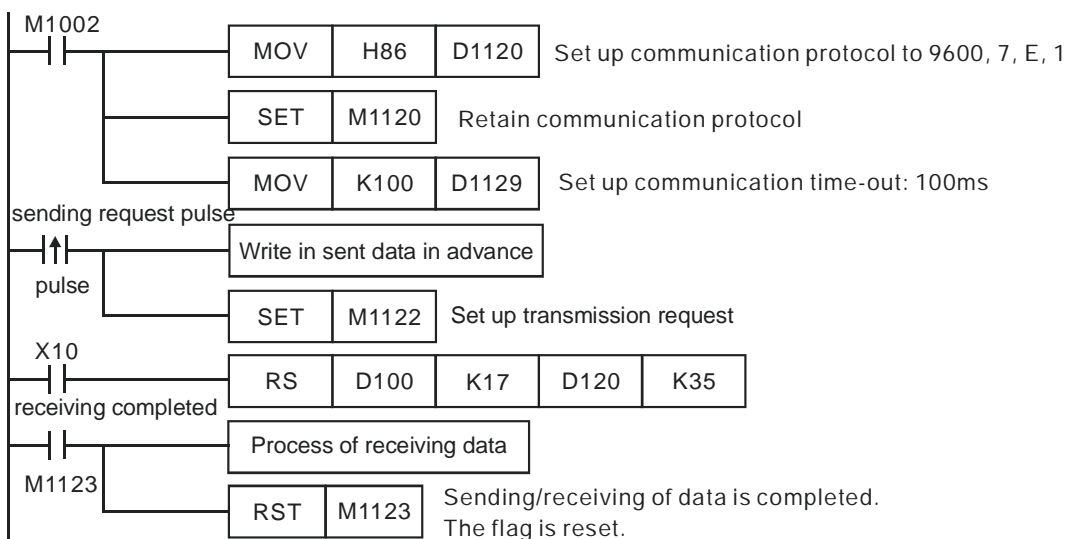 M1002
MOV H86 D1120 Set up communication protocol to 9600, 7, E, 1
SET M1120 Retain communication protocol
MOV K100 D1129 Set up communication time-out: 100ms
sending request pulse
Write in sent data in advance
pulse
SET M1122 Set up transmission request
X10
RS D100 K17 D120 K35
receiving completed
Process of receiving data
M1123
RST M1123 Sending/receiving of data is completed.
The flag is reset.